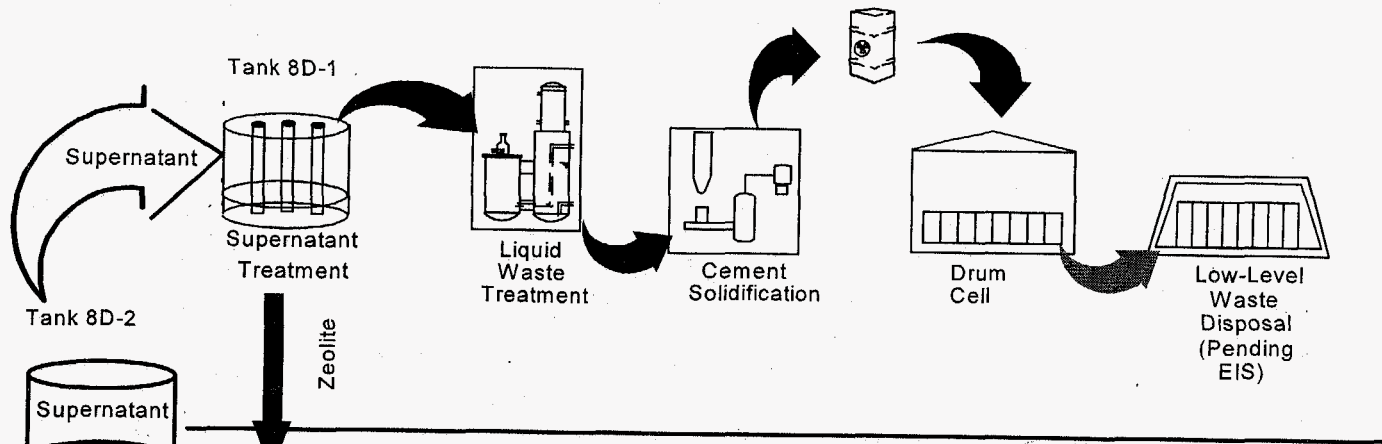 Tank 8D-1
Supernatant
Supernatant
Treatment
Liquid
Waste
Treatment
Cement
Solidification
Drum
Cell
Low-Level
Waste
Disposal
(Pending
EIS)
Tank 8D-2
Zeolite
Supernatant